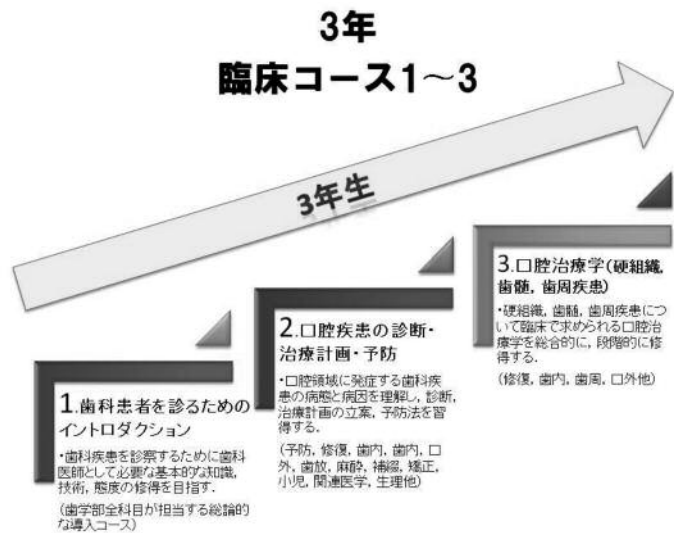 3年
臨床コース1～3
3年生
1.歯科患者を診るための
イントロダクション
・歯科疾患を診察するために歯科
医師として必要な基本的な知識,
技術, 態度の修得を目指す.
(歯学部全科目が担当する総論的
な導入コース)
2.口腔疾患の診断・
治療計画・予防
・口腔領域に発症する歯科疾
患の病態と病因を理解し, 診断,
治療計画の立案, 予防法を習
得する.
(予防, 修復, 歯内, 歯内, 口
外, 歯放, 麻酔, 補綴, 矯正,
小児, 関連医学, 生理他)
3.口腔治療学(硬組織,
歯髄, 歯周疾患)
・硬組織, 歯髄, 歯周疾患につ
いて臨床で求められる口腔治
療学を総合的に, 段階的に修
得する.
(修復, 歯内, 歯周, 口外他)